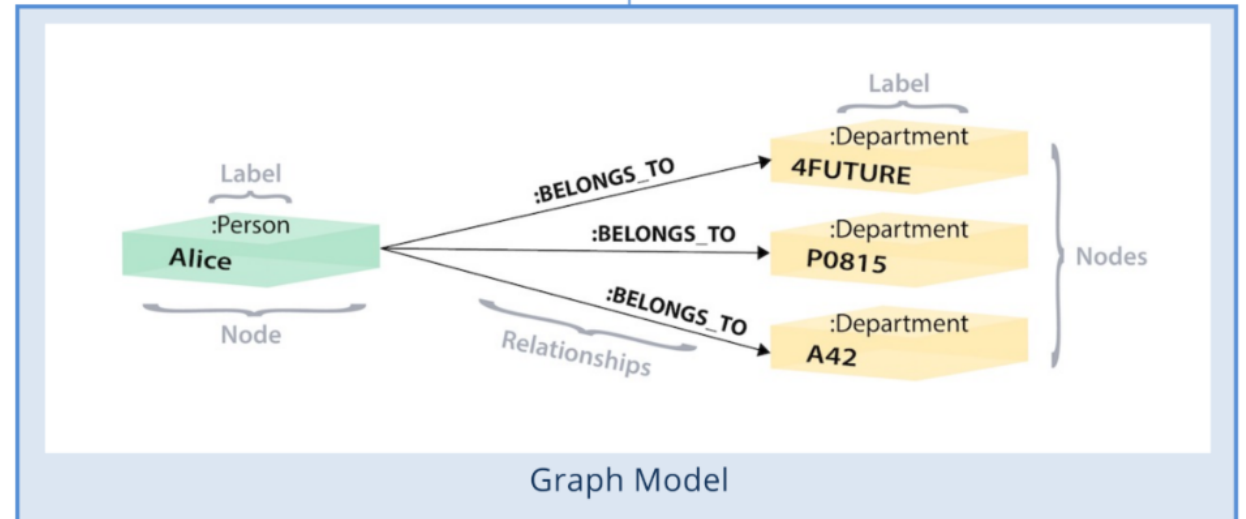 Label
:Department
4FUTURE
:BELONGS_TO
Label
:Person
Alice
:BELONGS_TO
:Department
P0815
Nodes
Node
:BELONGS_TO
Relationships
:Department
A42
Graph Model